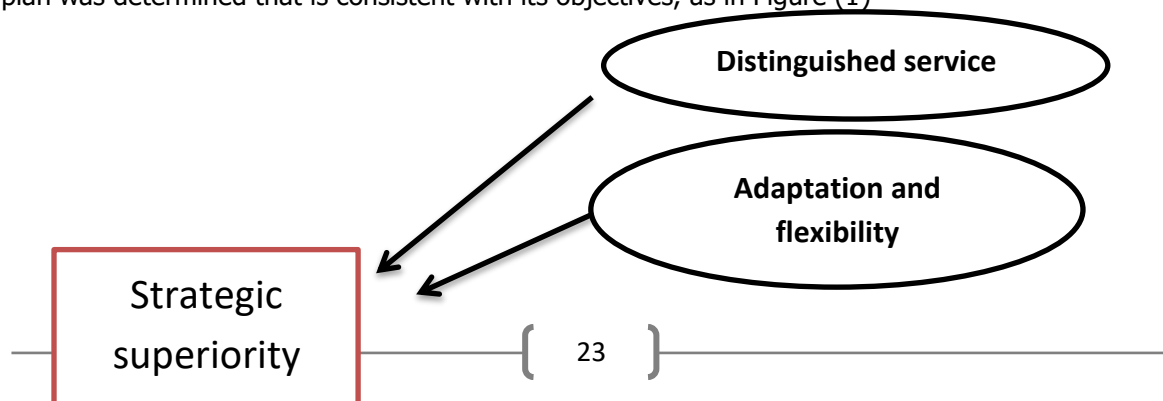 plan was determined that is consistent with its objectives, as in Figure (1)
Distinguished service
Adaptation and
flexibility
Strategic
superiority
23